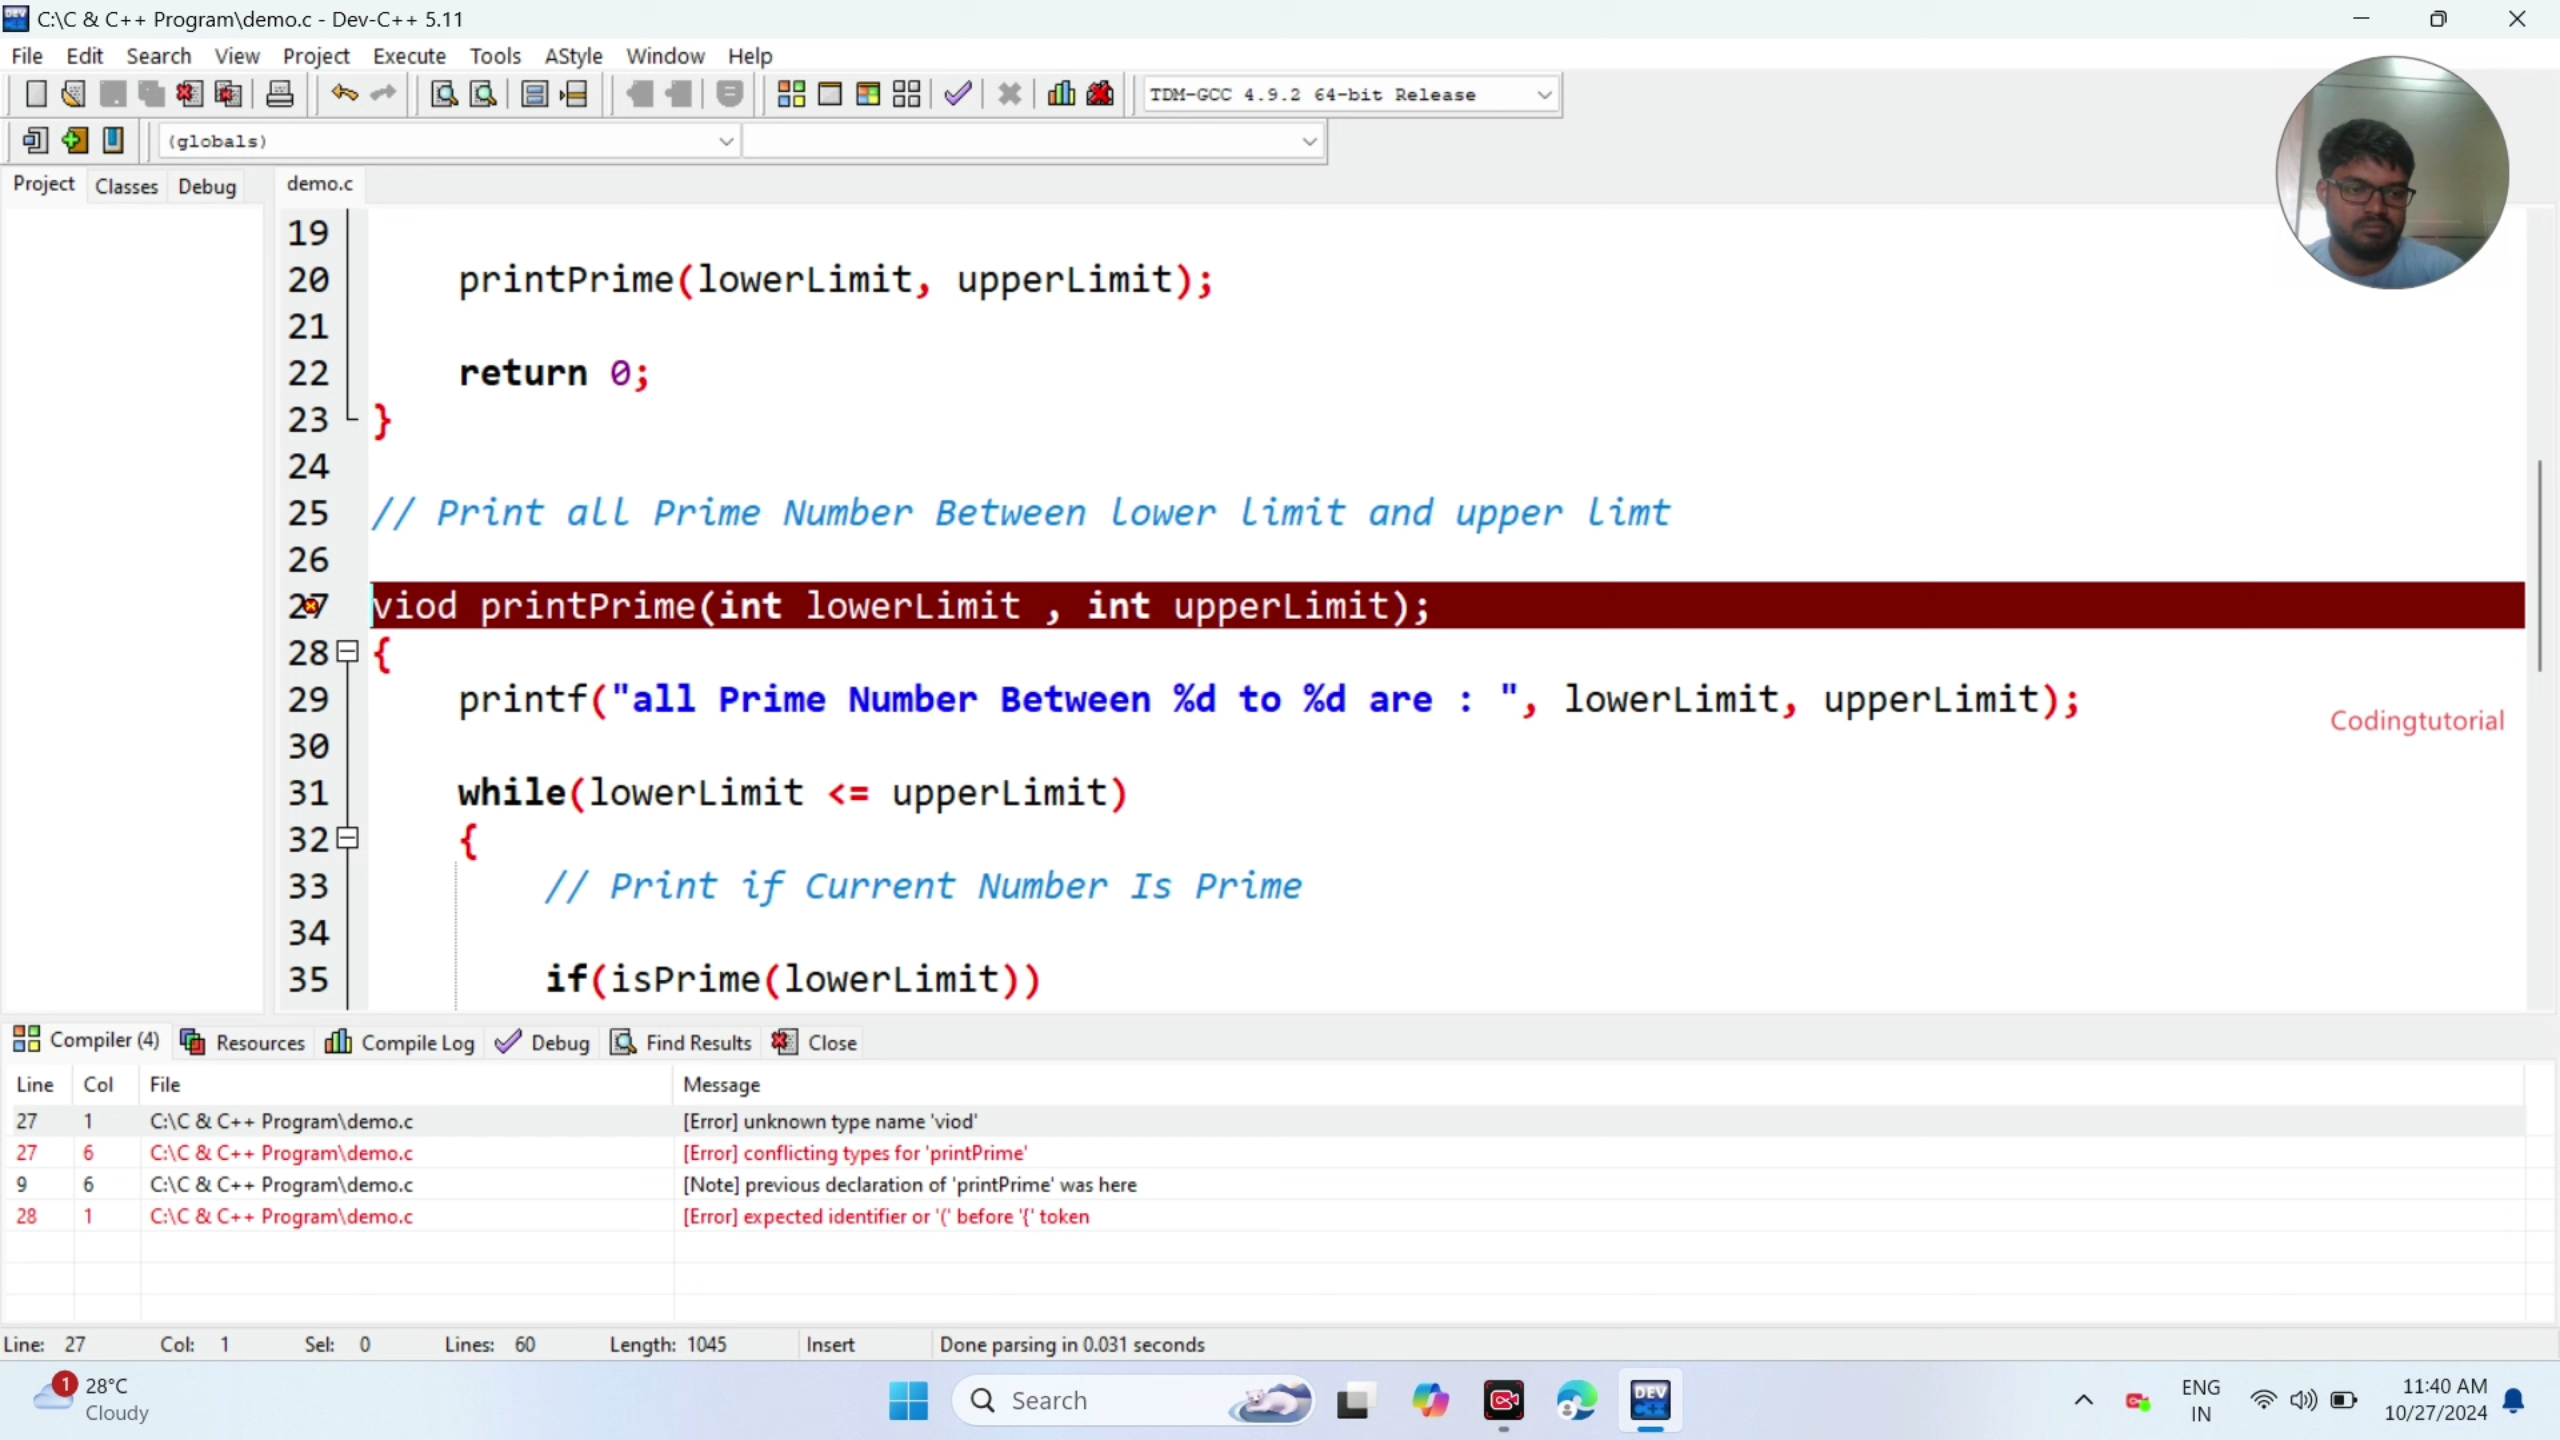 C:\C & C++ Program\demo.c - Dev-C++ 5.11
File Edit Search View Project Execute Tools AStyle Window Help
TDM-GCC 4.9.2 64-bit Release
(globals)
Project Classes Debug demo.c
19
20 printPrime(lowerLimit, upperLimit);
21
22 return 0;
23 }
24
25 // Print all Prime Number Between lower limit and upper limt
26
27 viod printPrime(int lowerLimit , int upperLimit);
28 {
29 printf("all Prime Number Between %d to %d are : ", lowerLimit, upperLimit);
Codingtutorial
30
31 while(lowerLimit <= upperLimit)
32 {
33 // Print if Current Number Is Prime
34
35 if(isPrime(lowerLimit))
Compiler (4) Resources Compile Log Debug Find Results Close
Line Col File Message
27 1 C:\C & C++ Program\demo.c [Error] unknown type name 'viod'
27 6 C:\C & C++ Program\demo.c [Error] conflicting types for 'printPrime'
9 6 C:\C & C++ Program\demo.c [Note] previous declaration of 'printPrime' was here
28 1 C:\C & C++ Program\demo.c [Error] expected identifier or '(' before '{' token
Line: 27 Col: 1 Sel: 0 Lines: 60 Length: 1045 Insert Done parsing in 0.031 seconds
1 28°C
Cloudy
Search
DEV
C++
ENG
IN
11:40 AM
10/27/2024